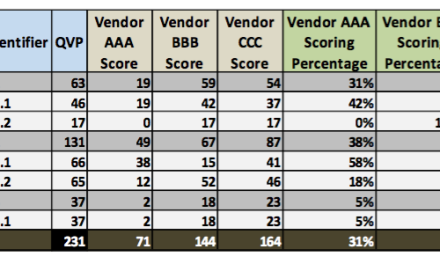 entifier QVP Vendor AAA Score Vendor BBB Score Vendor CCC Score Vendor AAA Scoring Percentage Vendor B Scoring Percenta
63 19 59 54 31%
.1 46 19 42 37 42%
.2 17 0 17 17 0% 1
131 49 67 87 38%
.1 66 38 15 41 58%
.2 65 12 52 46 18%
37 2 18 23 5%
.1 37 2 18 23 5%
231 71 144 164 31%